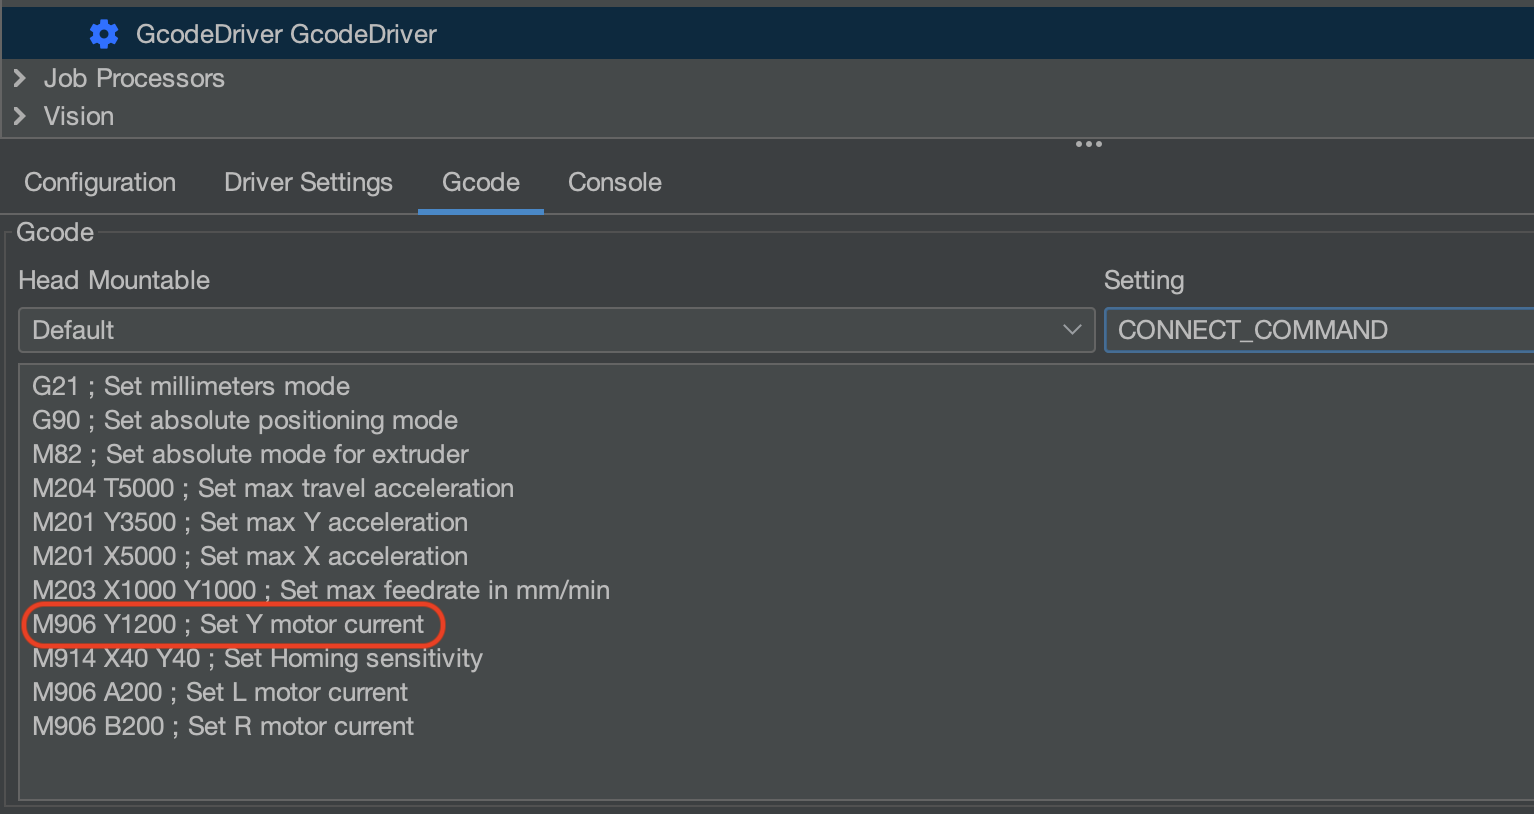 GcodeDriver GcodeDriver
Job Processors
Vision
Configuration Driver Settings Gcode Console
Gcode
Head Mountable Setting
Default CONNECT_COMMAND
G21 ; Set millimeters mode
G90 ; Set absolute positioning mode
M82 ; Set absolute mode for extruder
M204 T5000 ; Set max travel acceleration
M201 Y3500 ; Set max Y acceleration
M201 X5000 ; Set max X acceleration
M203 X1000 Y1000 ; Set max feedrate in mm/min
M906 Y1200 ; Set Y motor current
M914 X40 Y40 ; Set Homing sensitivity
M906 A200 ; Set L motor current
M906 B200 ; Set R motor current